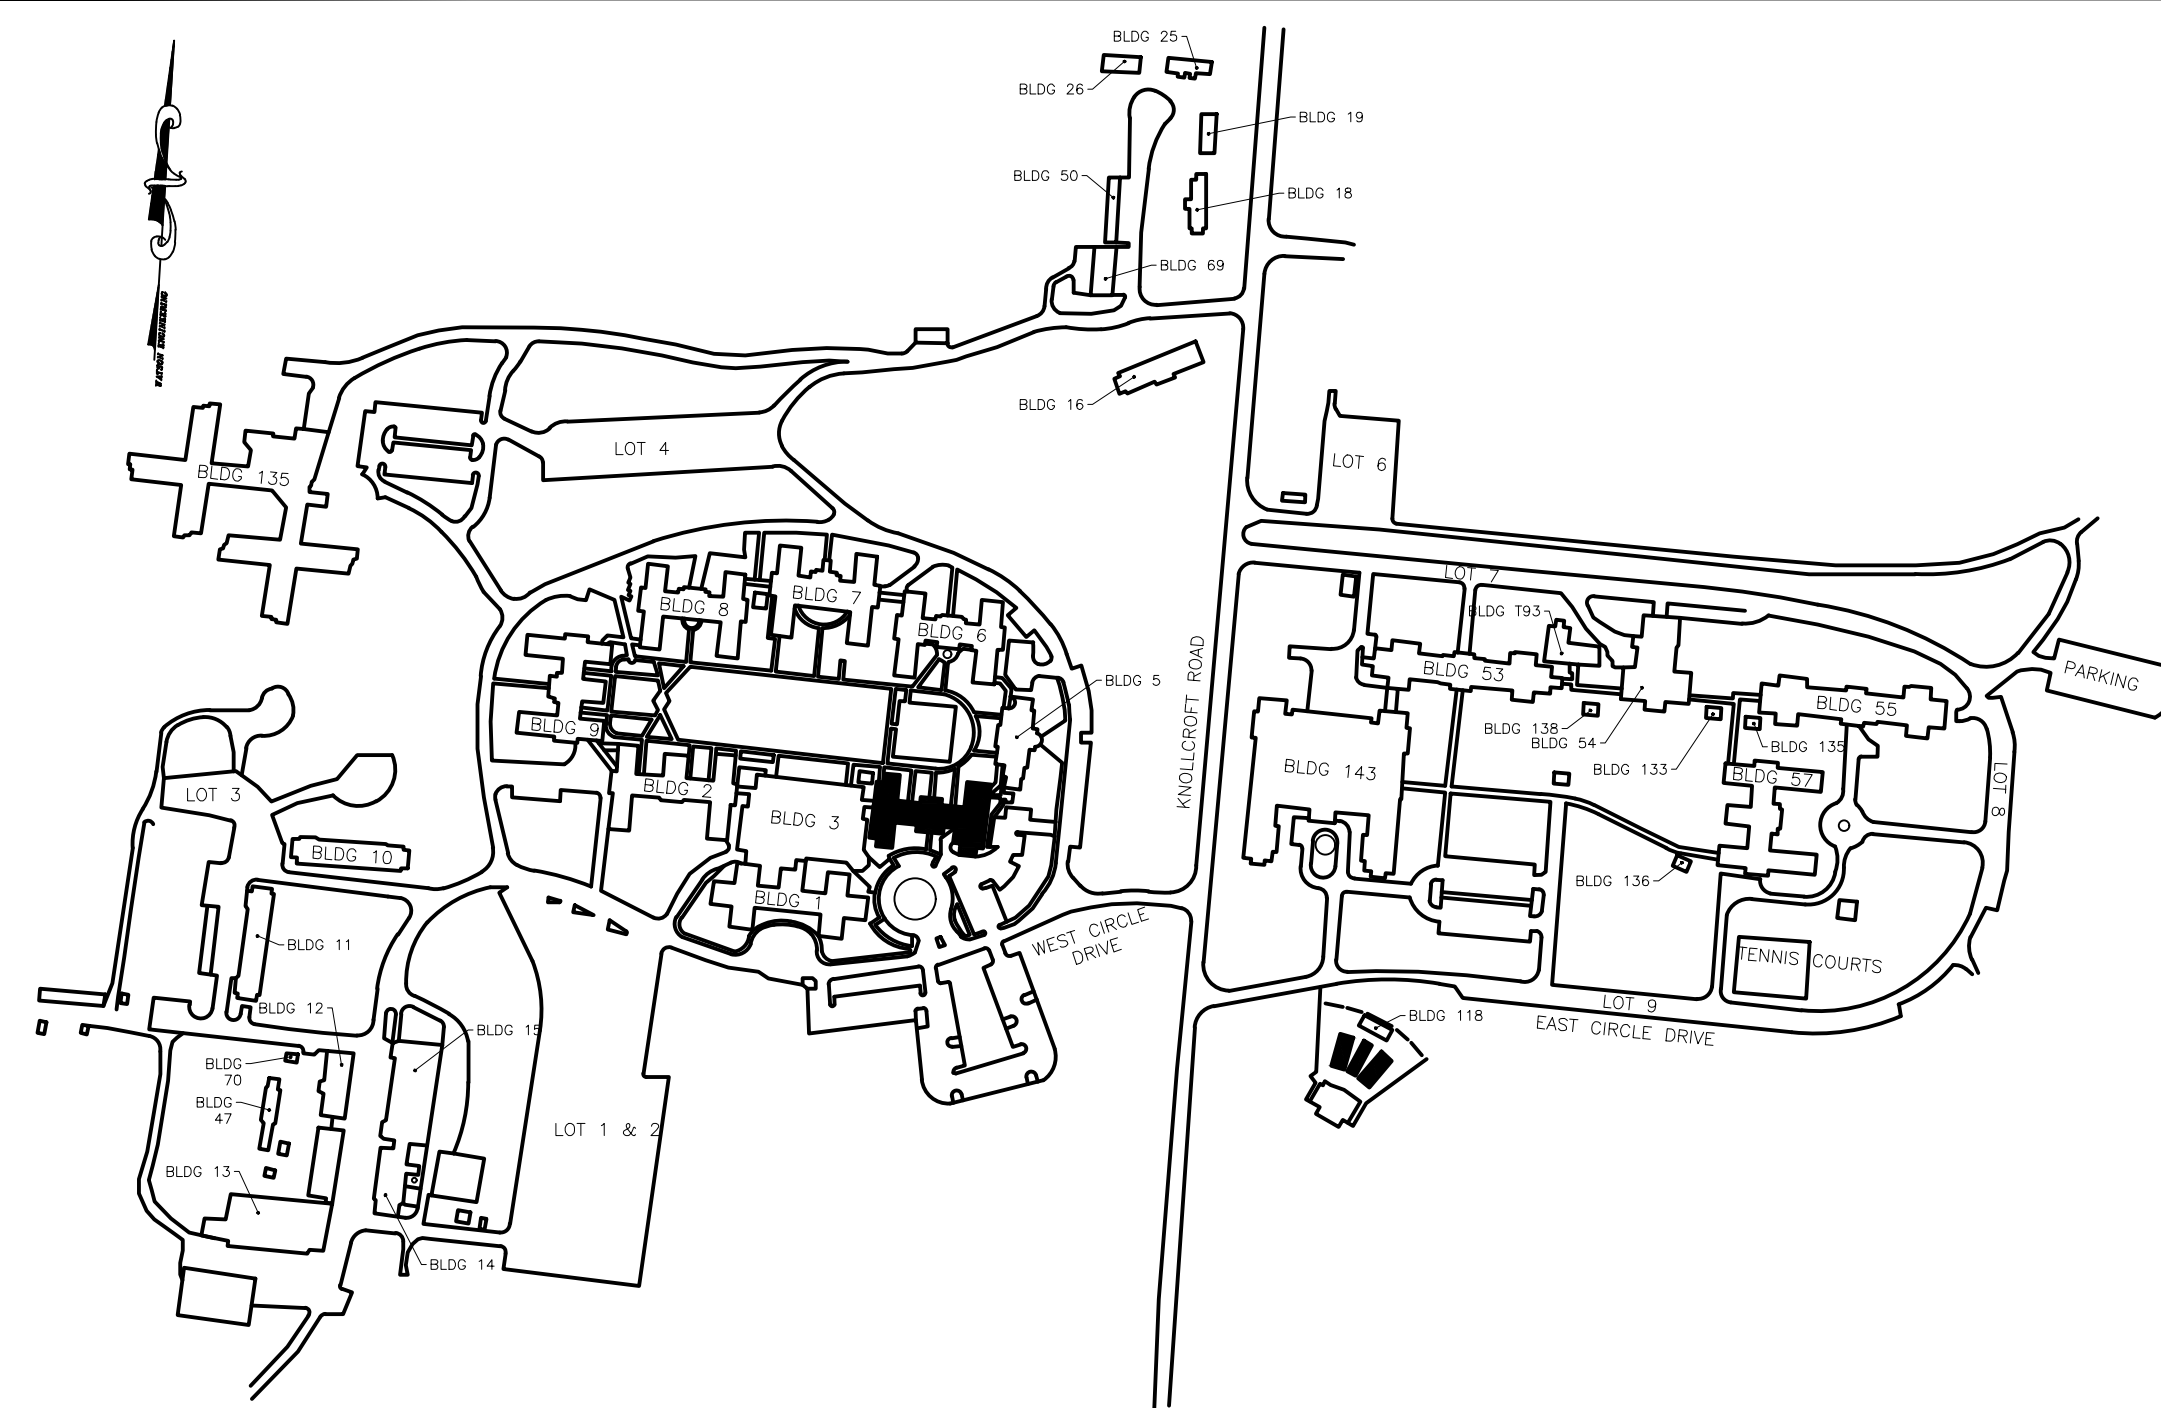 BLDG 25
BLDG 26
BLDG 19
BLDG 50
BLDG 18
BLDG 69
WATSON ENGINEERING
BLDG 16
LOT 4
LOT 6
BLDG 135
LOT 7
BLDG 8
BLDG 7
BLDG 6
BLDG T93
BLDG 53
BLDG 5
PARKING
KNOLLCROFT ROAD
BLDG 9
BLDG 138
BLDG 54
BLDG 55
BLDG 135
BLDG 133
BLDG 143
BLDG 57
BLDG 2
LOT 8
LOT 3
BLDG 3
BLDG 10
BLDG 136
BLDG 1
WEST CIRCLE
DRIVE
BLDG 11
TENNIS COURTS
LOT 9
BLDG 12
BLDG 118
EAST CIRCLE DRIVE
BLDG 15
BLDG
70
BLDG
47
LOT 1 & 2
BLDG 13
BLDG 14